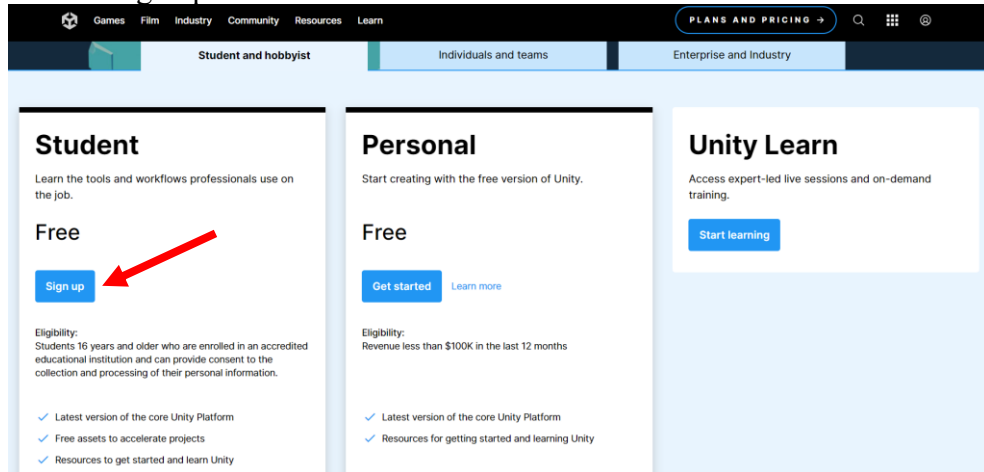 Games Film Industry Community Resources Learn PLANS AND PRICING →
Student and hobbyist Individuals and teams Enterprise and Industry
Student
Learn the tools and workflows professionals use on
the job.
Free
Sign up
Eligibility:
Students 16 years and older who are enrolled in an accredited
educational institution and can provide consent to the
collection and processing of their personal information.
Latest version of the core Unity Platform
Free assets to accelerate projects
Resources to get started and learn Unity
Personal
Start creating with the free version of Unity.
Free
Get started Learn more
Eligibility:
Revenue less than $100K in the last 12 months
Latest version of the core Unity Platform
Resources for getting started and learning Unity
Unity Learn
Access expert-led live sessions and on-demand
training.
Start learning